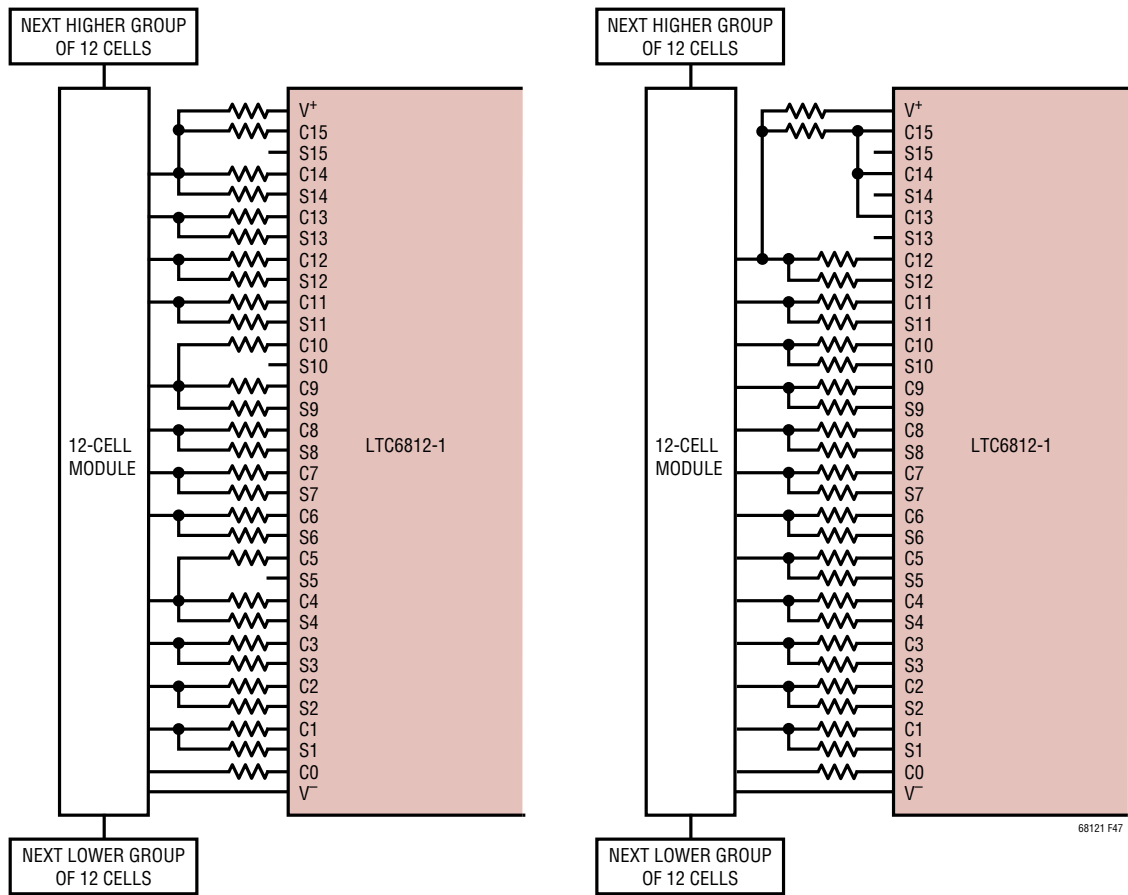 NEXT HIGHER GROUP
OF 12 CELLS
V+
C15
S15
C14
S14
C13
S13
C12
S12
C11
S11
C10
S10
C9
S9
C8
S8
C7
S7
C6
S6
C5
S5
C4
S4
C3
S3
C2
S2
C1
S1
C0
V–
12-CELL
MODULE
LTC6812-1
NEXT LOWER GROUP
OF 12 CELLS
NEXT HIGHER GROUP
OF 12 CELLS
V+
C15
S15
C14
S14
C13
S13
C12
S12
C11
S11
C10
S10
C9
S9
C8
S8
C7
S7
C6
S6
C5
S5
C4
S4
C3
S3
C2
S2
C1
S1
C0
V–
12-CELL
MODULE
LTC6812-1
68121 F47
NEXT LOWER GROUP
OF 12 CELLS